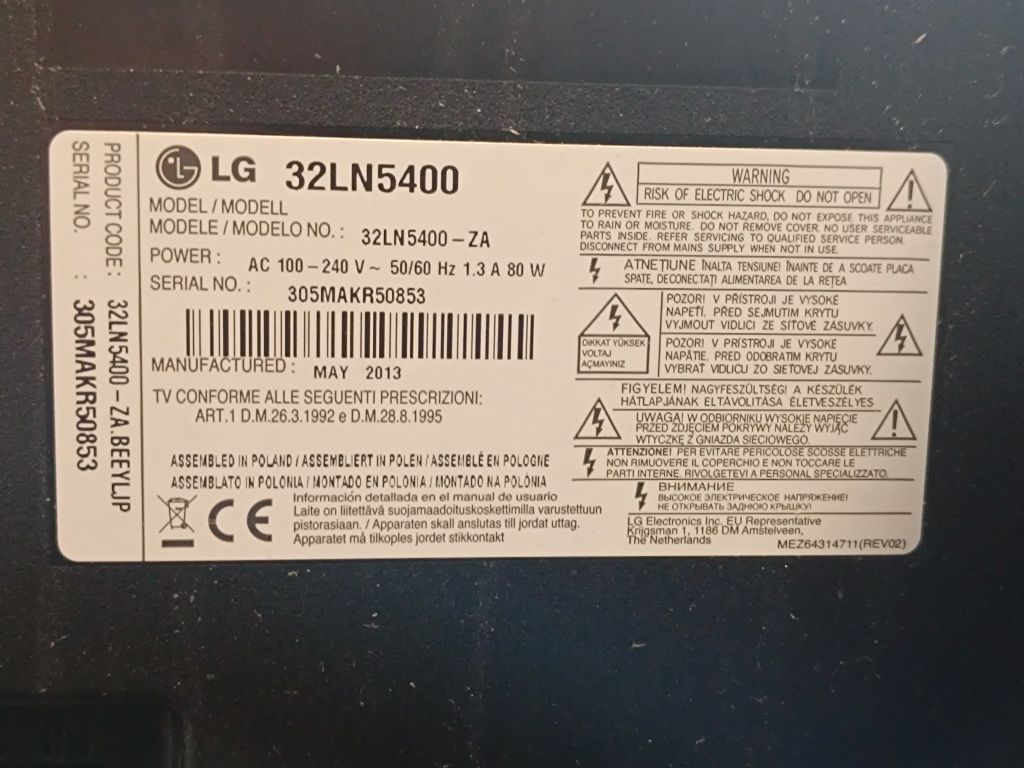 PRODUCT CODE : 32LN5400 - ZA.BEEYLJP
SERIAL NO. : 305MAKR50853
LG 32LN5400
MODEL / MODELL
MODELE / MODELO NO. : 32LN5400 - ZA
POWER : AC 100 - 240 V ~ 50/60 Hz 1.3 A 80 W
SERIAL NO. : 305MAKR50853
MANUFACTURED : MAY 2013
TV CONFORME ALLE SEGUENTI PRESCRIZIONI:
ART.1 D.M.26.3.1992 e D.M.28.8.1995
ASSEMBLED IN POLAND / ASSEMBLIERT IN POLEN / ASSEMBLÉ EN POLOGNE
ASSEMBLATO IN POLONIA / MONTADO EN POLONIA / MONTADO NA POLÓNIA
Información detallada en el manual de usuario
Laite on liitettävä suojamaadoituskoskettimilla varustettuun
pistorasiaan. / Apparaten skall anslutas till jordat uttag.
Apparatet må tilkoples jordet stikkontakt
WARNING
RISK OF ELECTRIC SHOCK DO NOT OPEN
TO PREVENT FIRE OR SHOCK HAZARD, DO NOT EXPOSE THIS APPLIANCE
TO RAIN OR MOISTURE. DO NOT REMOVE COVER. NO USER SERVICEABLE
PARTS INSIDE. REFER SERVICING TO QUALIFIED SERVICE PERSON.
DISCONNECT FROM MAINS SUPPLY WHEN NOT IN USE.
ATNEŢIUNE ÎNALTA TENSIUNE! ÎNAINTE DE A SCOATE PLACA
SPATE, DECONECTAŢI ALIMENTAREA DE LA REŢEA
DIKKAT YÜKSEK
VOLTAJ
AÇMAYINIZ
POZOR! V PŘÍSTROJI JE VYSOKÉ
NAPETÍ. PŘED SEJMUTIM KRYTU
VYJMOUT VIDLICI ZE SÍŤOVÉ ZÁSUVKY.
POZOR! V PRÍSTROJI JE VYSOKÉ
NAPÄTIE. PRED ODOBRATIM KRYTU
VYBRAT VIDLICU ZO SIEŤOVEJ ZÁSUVKY.
FIGYELEM! NAGYFESZÜLTSÉG! A KÉSZÜLÉK
HÁTLAPJÁNAK ELTÁVOLÍTÁSA ÉLETVESZÉLYES
UWAGA! W ODBIORNIKU WYSOKIE NAPIĘCIE
PRZED ZDJĘCIEM POKRYWY NALEŻY WYJĄĆ
WTYCZKĘ Z GNIAZDA SIECIOWEGO.
ATTENZIONE! PER EVITARE PERICOLOSE SCOSSE ELETTRICHE
NON RIMUOVERE IL COPERCHIO E NON TOCCARE LE
PARTI INTERNE, RIVOLGETEVI A PERSONAL SPECIALIZZATO.
ВНИМАНИЕ
ВЫСОКОЕ ЭЛЕКТРИЧЕСКОЕ НАПРЯЖЕНИЕ!
НЕ ОТКРЫВАТЬ ЗАДНЮЮ КРЫШКУ!
LG Electronics Inc. EU Representative
Krijgsman 1, 1186 DM Amstelveen,
The Netherlands
MEZ64314711(REV02)